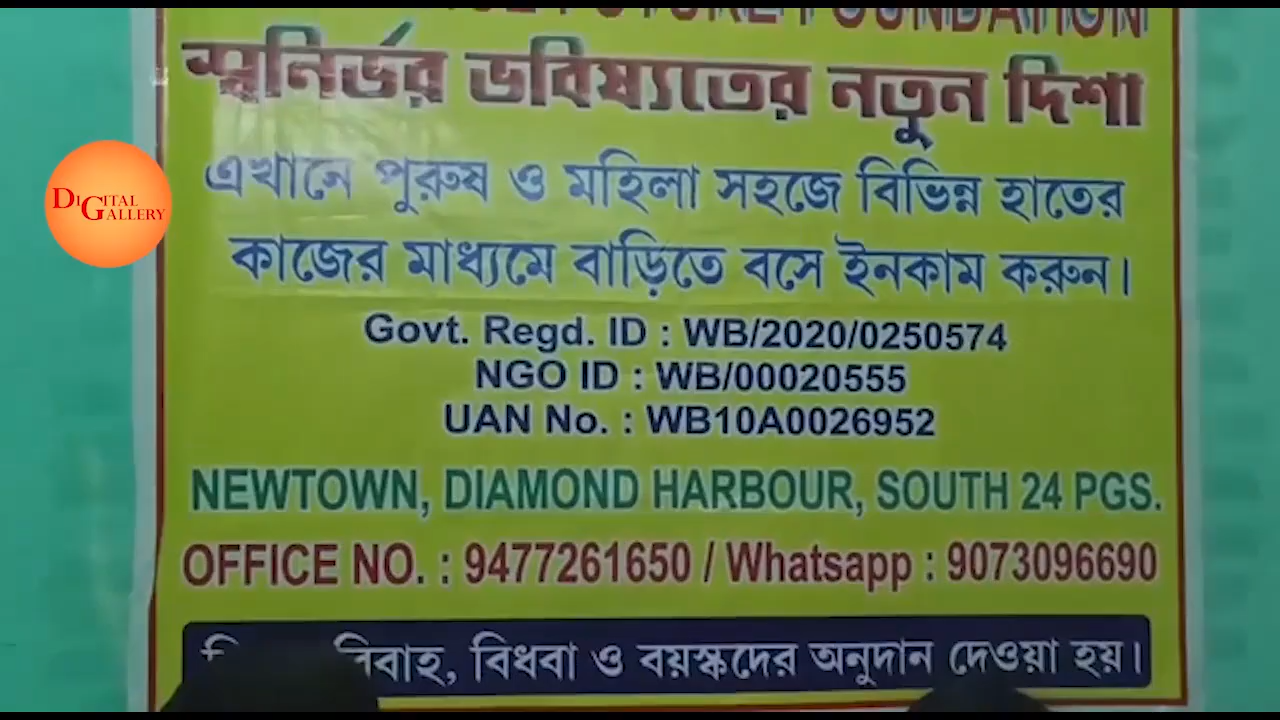 FOUNDATION
স্বনির্ভর ভবিষ্যতের নতুন দিশা
এখানে পুরুষ ও মহিলা সহজে বিভিন্ন হাতের
কাজের মাধ্যমে বাড়িতে বসে ইনকাম করুন।
Govt. Regd. ID : WB/2020/0250574
NGO ID : WB/00020555
UAN No. : WB10A0026952
NEWTOWN, DIAMOND HARBOUR, SOUTH 24 PGS.
OFFICE NO. : 9477261650 / Whatsapp : 9073096690
বিবাহ, বিধবা ও বয়স্কদের অনুদান দেওয়া হয়।
DIGITAL
GALLERY